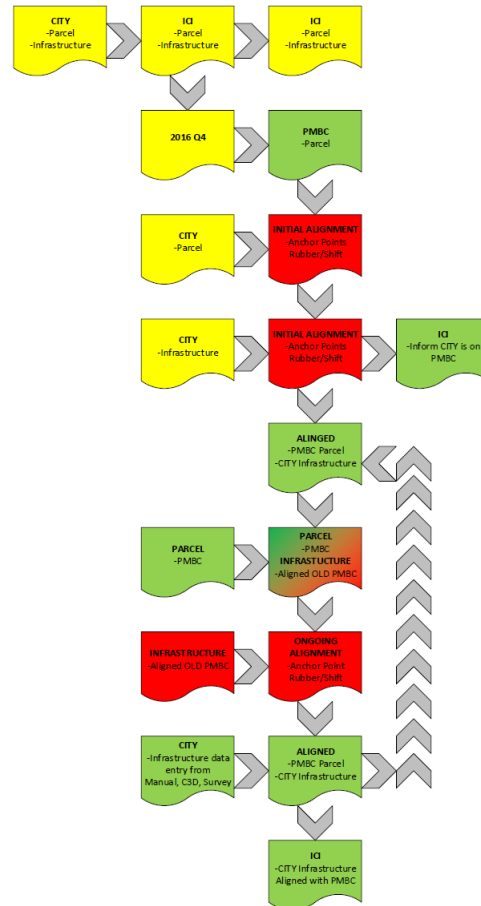 CITY
-Parcel
-Infrastructure
ICI
-Parcel
-Infrastructure
ICI
-Parcel
-Infrastructure
2016 Q4
PMBC
-Parcel
CITY
-Parcel
INITIAL ALIGNMENT
-Anchor Points
Rubber/Shift
CITY
-Infrastructure
INITIAL ALIGNMENT
-Anchor Points
Rubber/Shift
ICI
-Inform CITY is on
PMBC
ALINGED
-PMBC Parcel
-CITY Infrastructure
PARCEL
-PMBC
PARCEL
-PMBC
INFRASTUCTURE
-Aligned OLD PMBC
INFRASTRUCTURE
-Aligned OLD PMBC
ONGOING
ALIGNMENT
-Anchor Point
Rubber/Shift
CITY
-Infrastructure data
entry from
Manual, C3D, Survey
ALIGNED
-PMBC Parcel
-CITY Infrastructure
ICI
-CITY Infrastructure
Aligned with PMBC